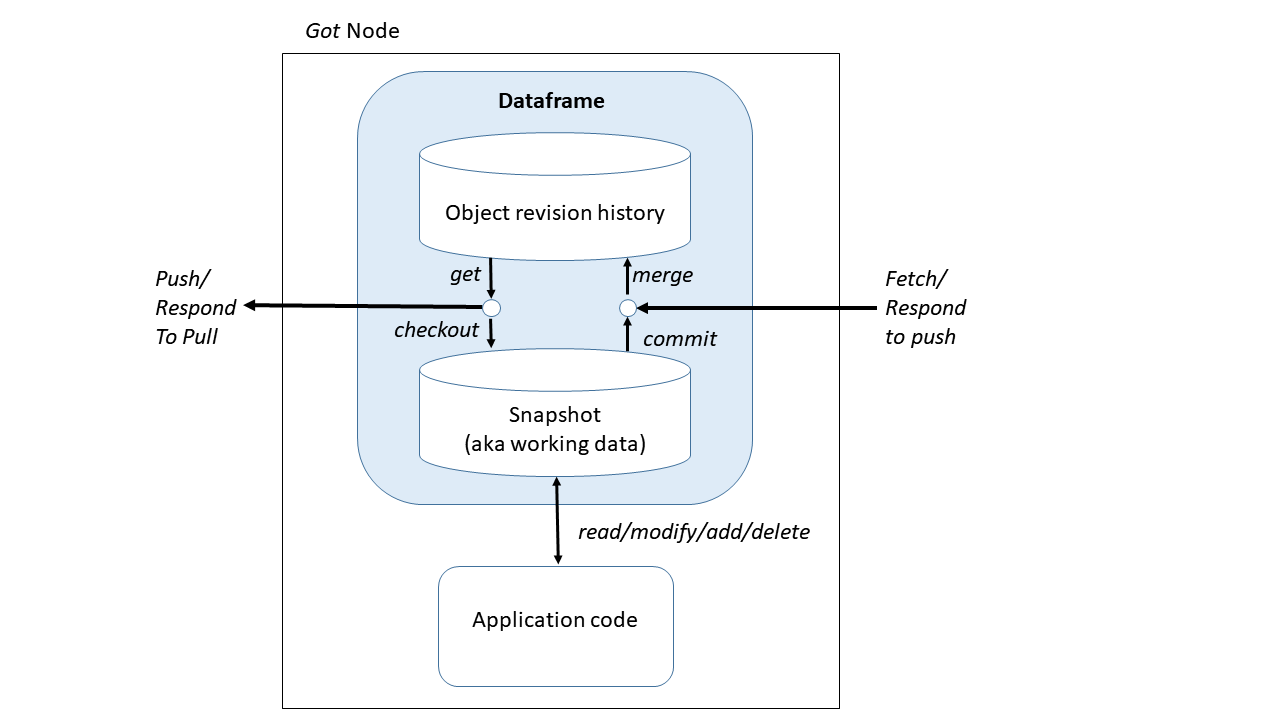 Got Node
Dataframe
Object revision history
get
merge
Push/
Respond
To Pull
Fetch/
Respond
to push
checkout
commit
Snapshot
(aka working data)
read/modify/add/delete
Application code